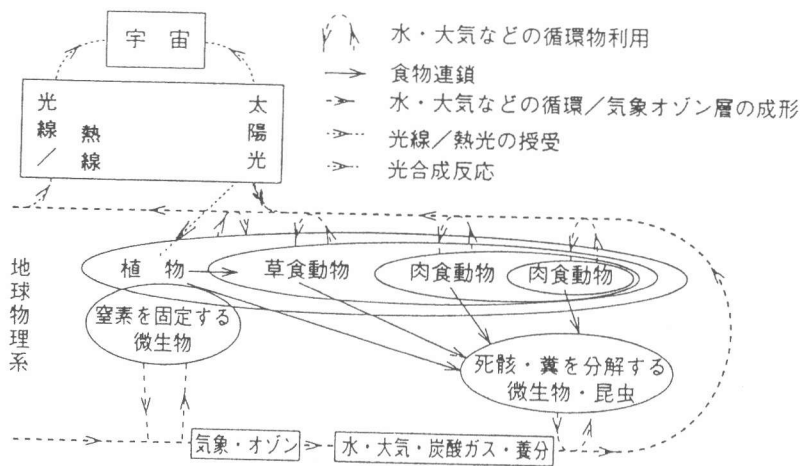 宇宙
光線／熱線
太陽光
水・大気などの循環物利用
食物連鎖
水・大気などの循環／気象オゾン層の成形
光線／熱光の授受
光合成反応
地球物理系
植物
草食動物
肉食動物
肉食動物
窒素を固定する
微生物
死骸・糞を分解する
微生物・昆虫
気象・オゾン
水・大気・炭酸ガス・養分